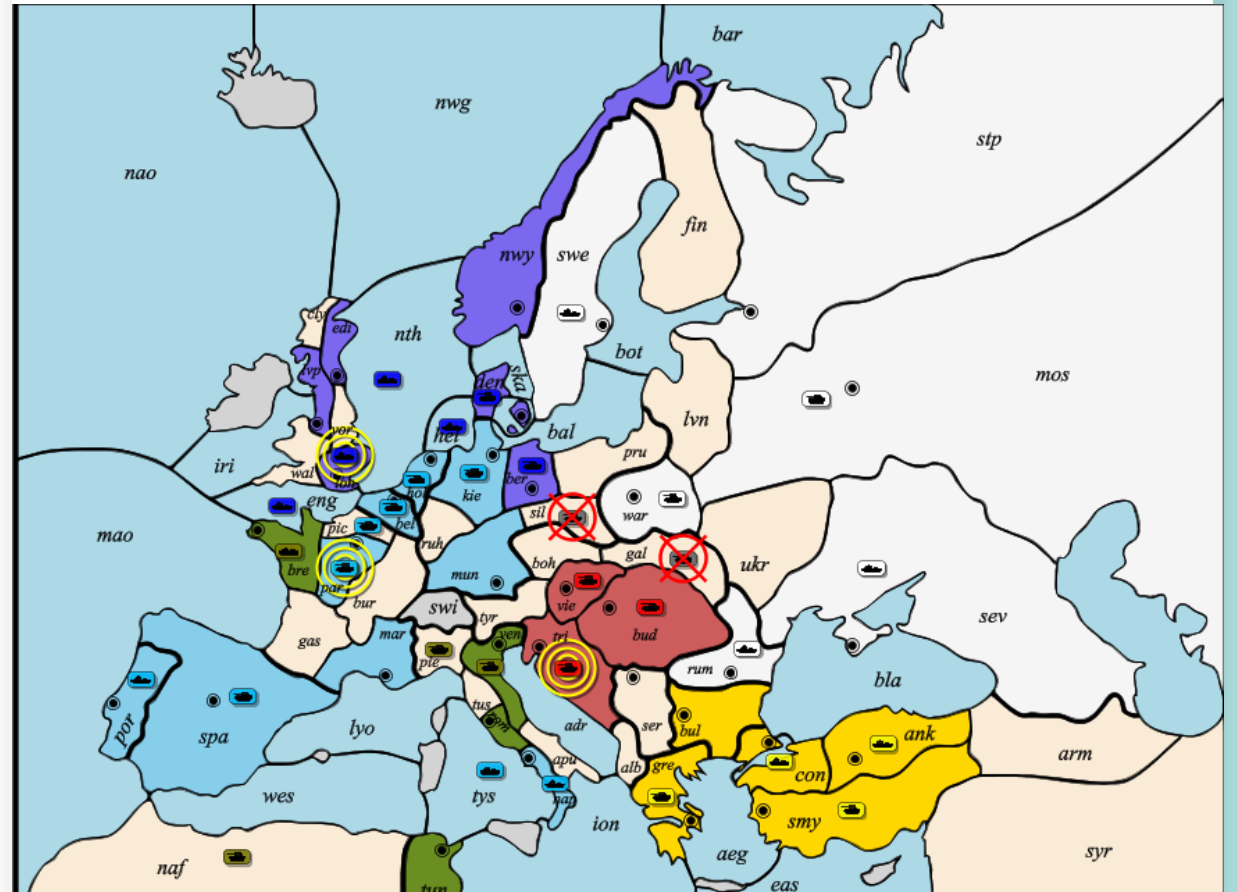 bar
nwg
stp
nao
fin
nwy
swe
cly
edi
nth
bot
ska
den
lvp
mos
lvn
yor
hel
bal
pru
iri
wal
lon
ber
kie
hol
eng
bel
sil
war
mao
pic
ruh
boh
gal
ukr
bre
par
mun
vie
bur
swi
tyr
sev
gas
mar
ven
tri
bud
pie
rum
bla
tus
rom
adr
ser
bul
por
spa
lyo
ank
arm
apu
alb
gre
con
wes
tys
nap
ion
smy
naf
aeg
syr
tun
eas